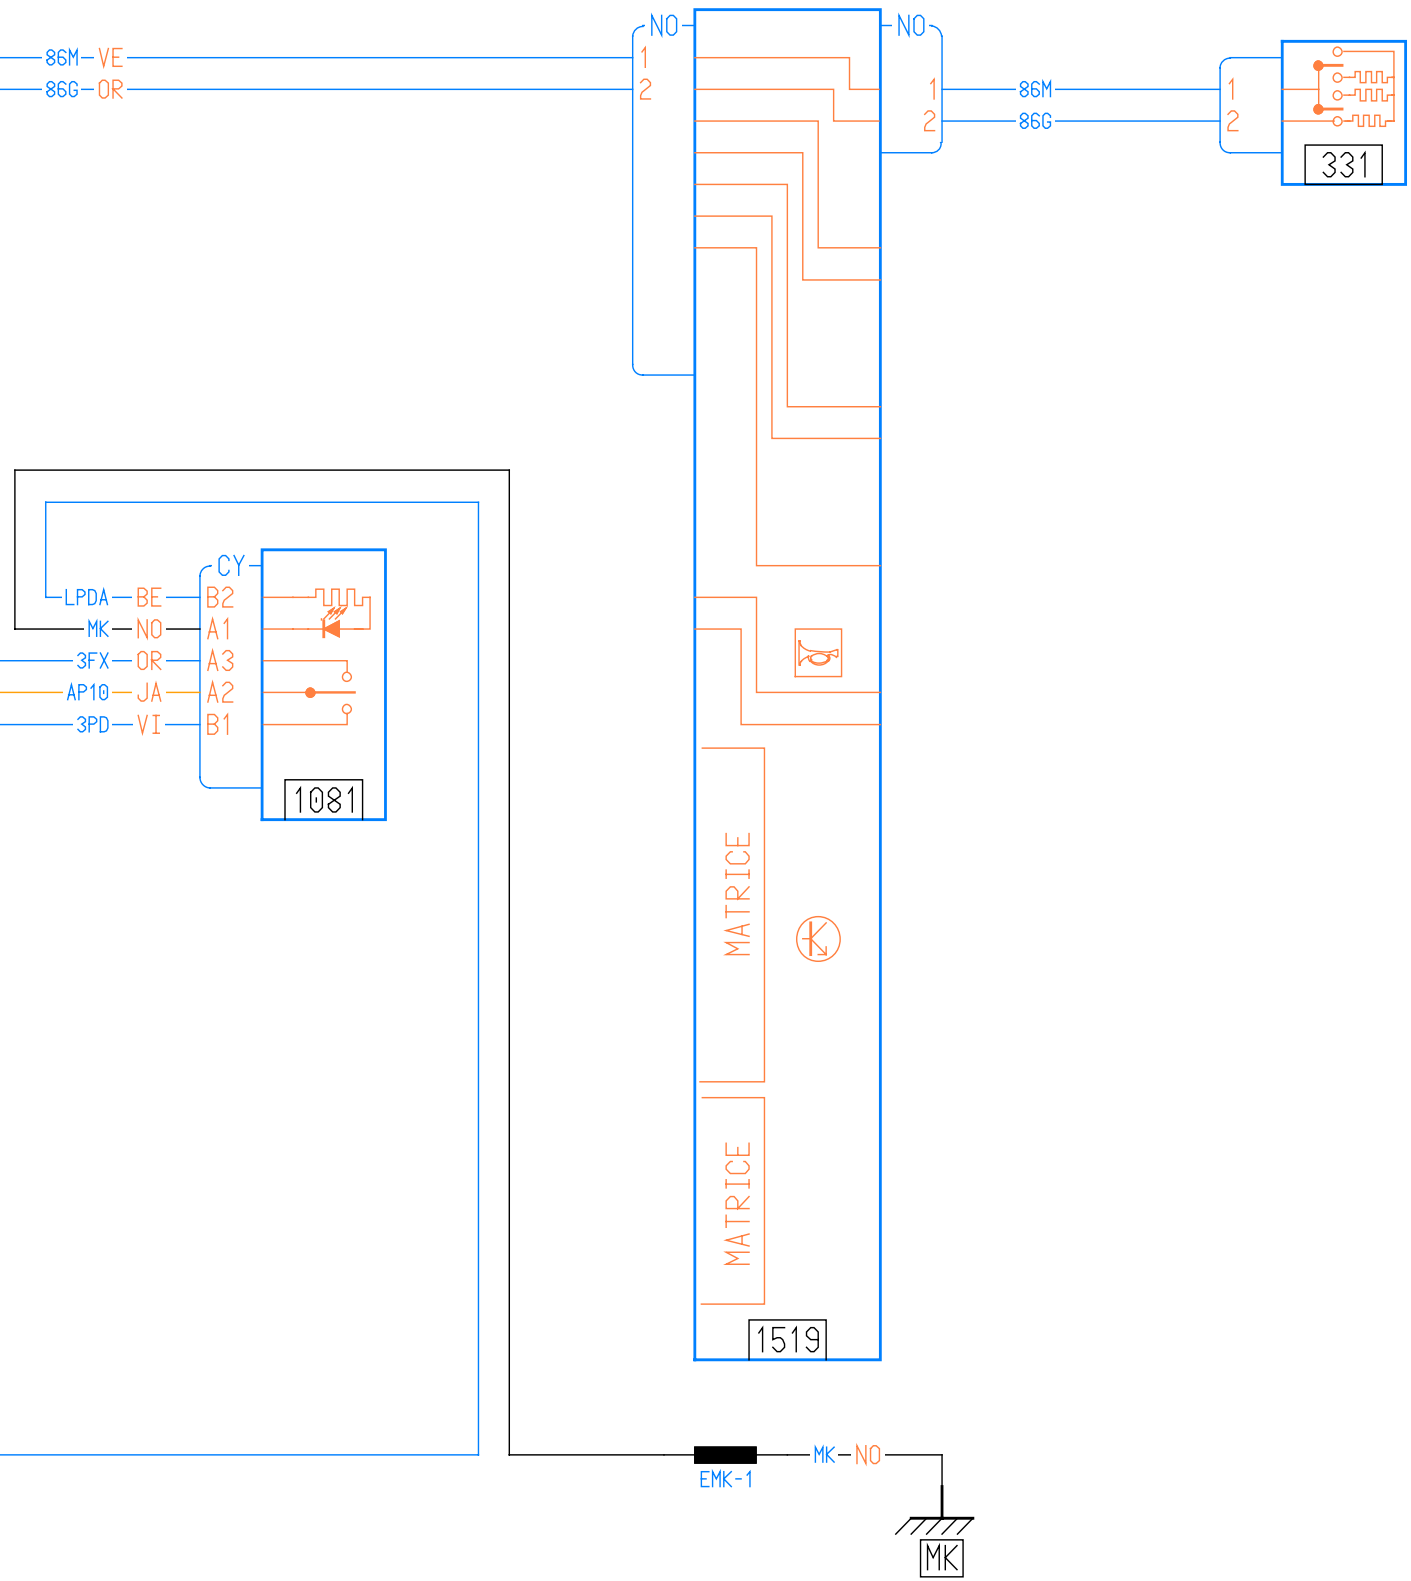 NO NO
86M VE 1
86G OR 2
1 86M 1
2 86G 2
331
CY
LPDA BE B2
MK NO A1
3FX OR A3
AP10 JA A2
3PD VI B1
1081
MATRICE
MATRICE
1519
MK NO
EMK-1
MK